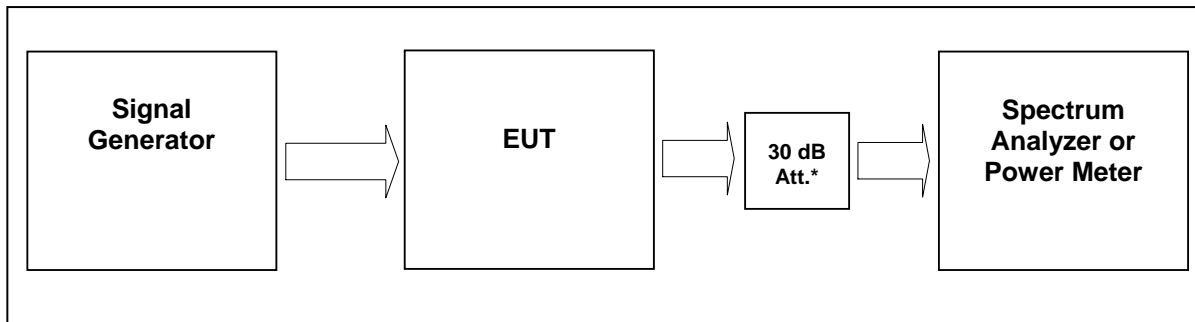 Signal
Generator
EUT
30 dB
Att.*
Spectrum
Analyzer or
Power Meter